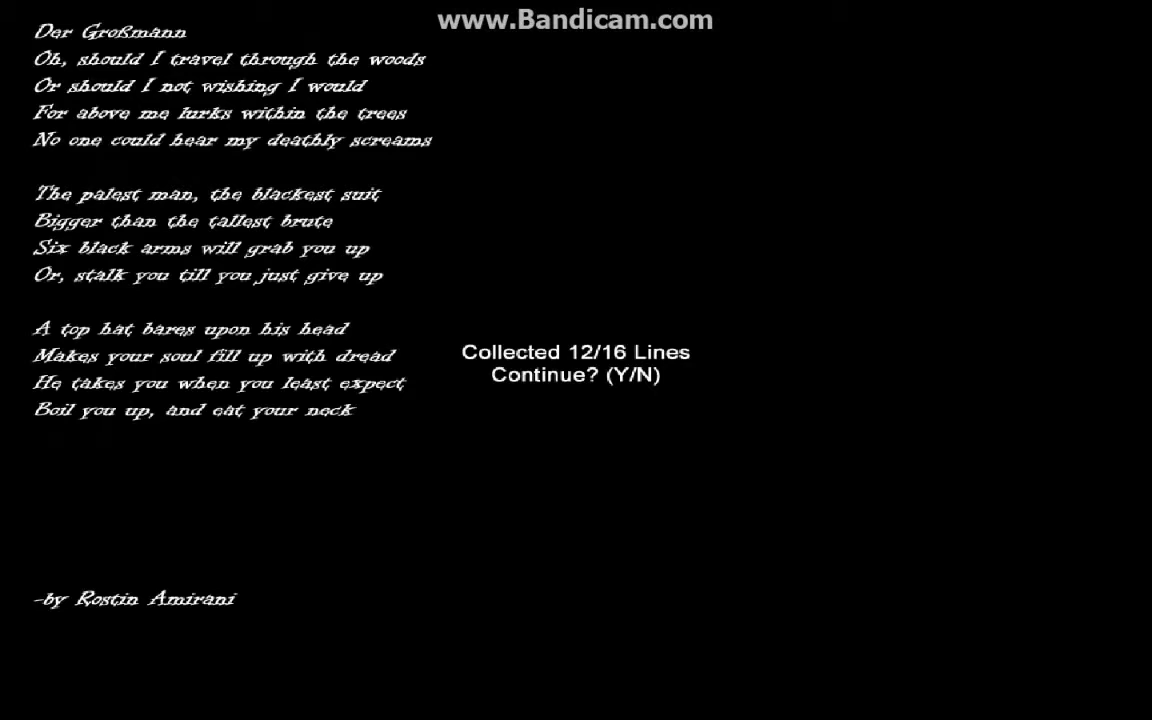 www.Bandicam.com
Der Großmann
Oh, should I travel through the woods
Or should I not wishing I would
For above me lurks within the trees
No one could hear my deathly screams
The palest man, the blackest suit
Bigger than the tallest brute
Six black arms will grab you up
Or, stalk you till you just give up
A top hat bares upon his head
Makes your soul fill up with dread
He takes you when you least expect
Boil you up, and eat your neck
Collected 12/16 Lines
Continue? (Y/N)
-by Rostin Amirani